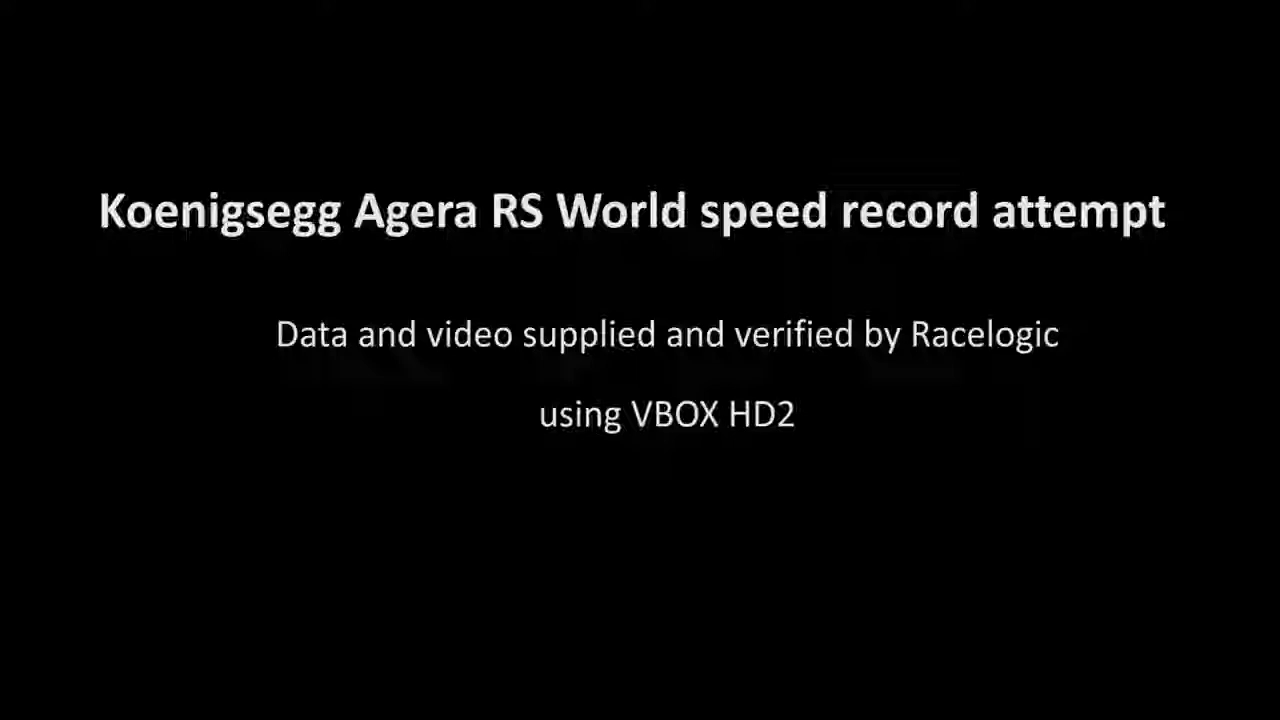 Koenigsegg Agera RS World speed record attempt
Data and video supplied and verified by Racelogic
using VBOX HD2